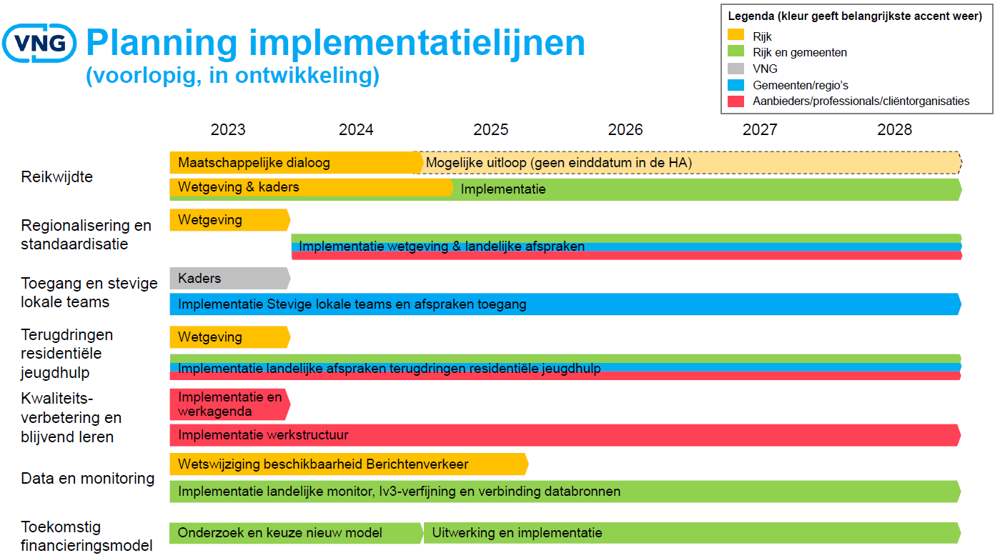 VNG
Planning implementatielijnen
(voorlopig, in ontwikkeling)
Legenda (kleur geeft belangrijkste accent weer)
Rijk
Rijk en gemeenten
VNG
Gemeenten/regio's
Aanbieders/professionals/cliëntorganisaties
2023 2024 2025 2026 2027 2028
Reikwijdte
Maatschappelijke dialoog
Mogelijke uitloop (geen einddatum in de HA)
Wetgeving & kaders
Implementatie
Regionalisering en
standaardisatie
Wetgeving
Implementatie wetgeving & landelijke afspraken
Toegang en stevige
lokale teams
Kaders
Implementatie Stevige lokale teams en afspraken toegang
Terugdringen
residentiële
jeugdhulp
Wetgeving
Implementatie landelijke afspraken terugdringen residentiële jeugdhulp
Kwaliteits-
verbetering en
blijvend leren
Implementatie en
werkagenda
Implementatie werkstructuur
Data en monitoring
Wetswijziging beschikbaarheid Berichtenverkeer
Implementatie landelijke monitor, Iv3-verfijning en verbinding databronnen
Toekomstig
financieringsmodel
Onderzoek en keuze nieuw model
Uitwerking en implementatie